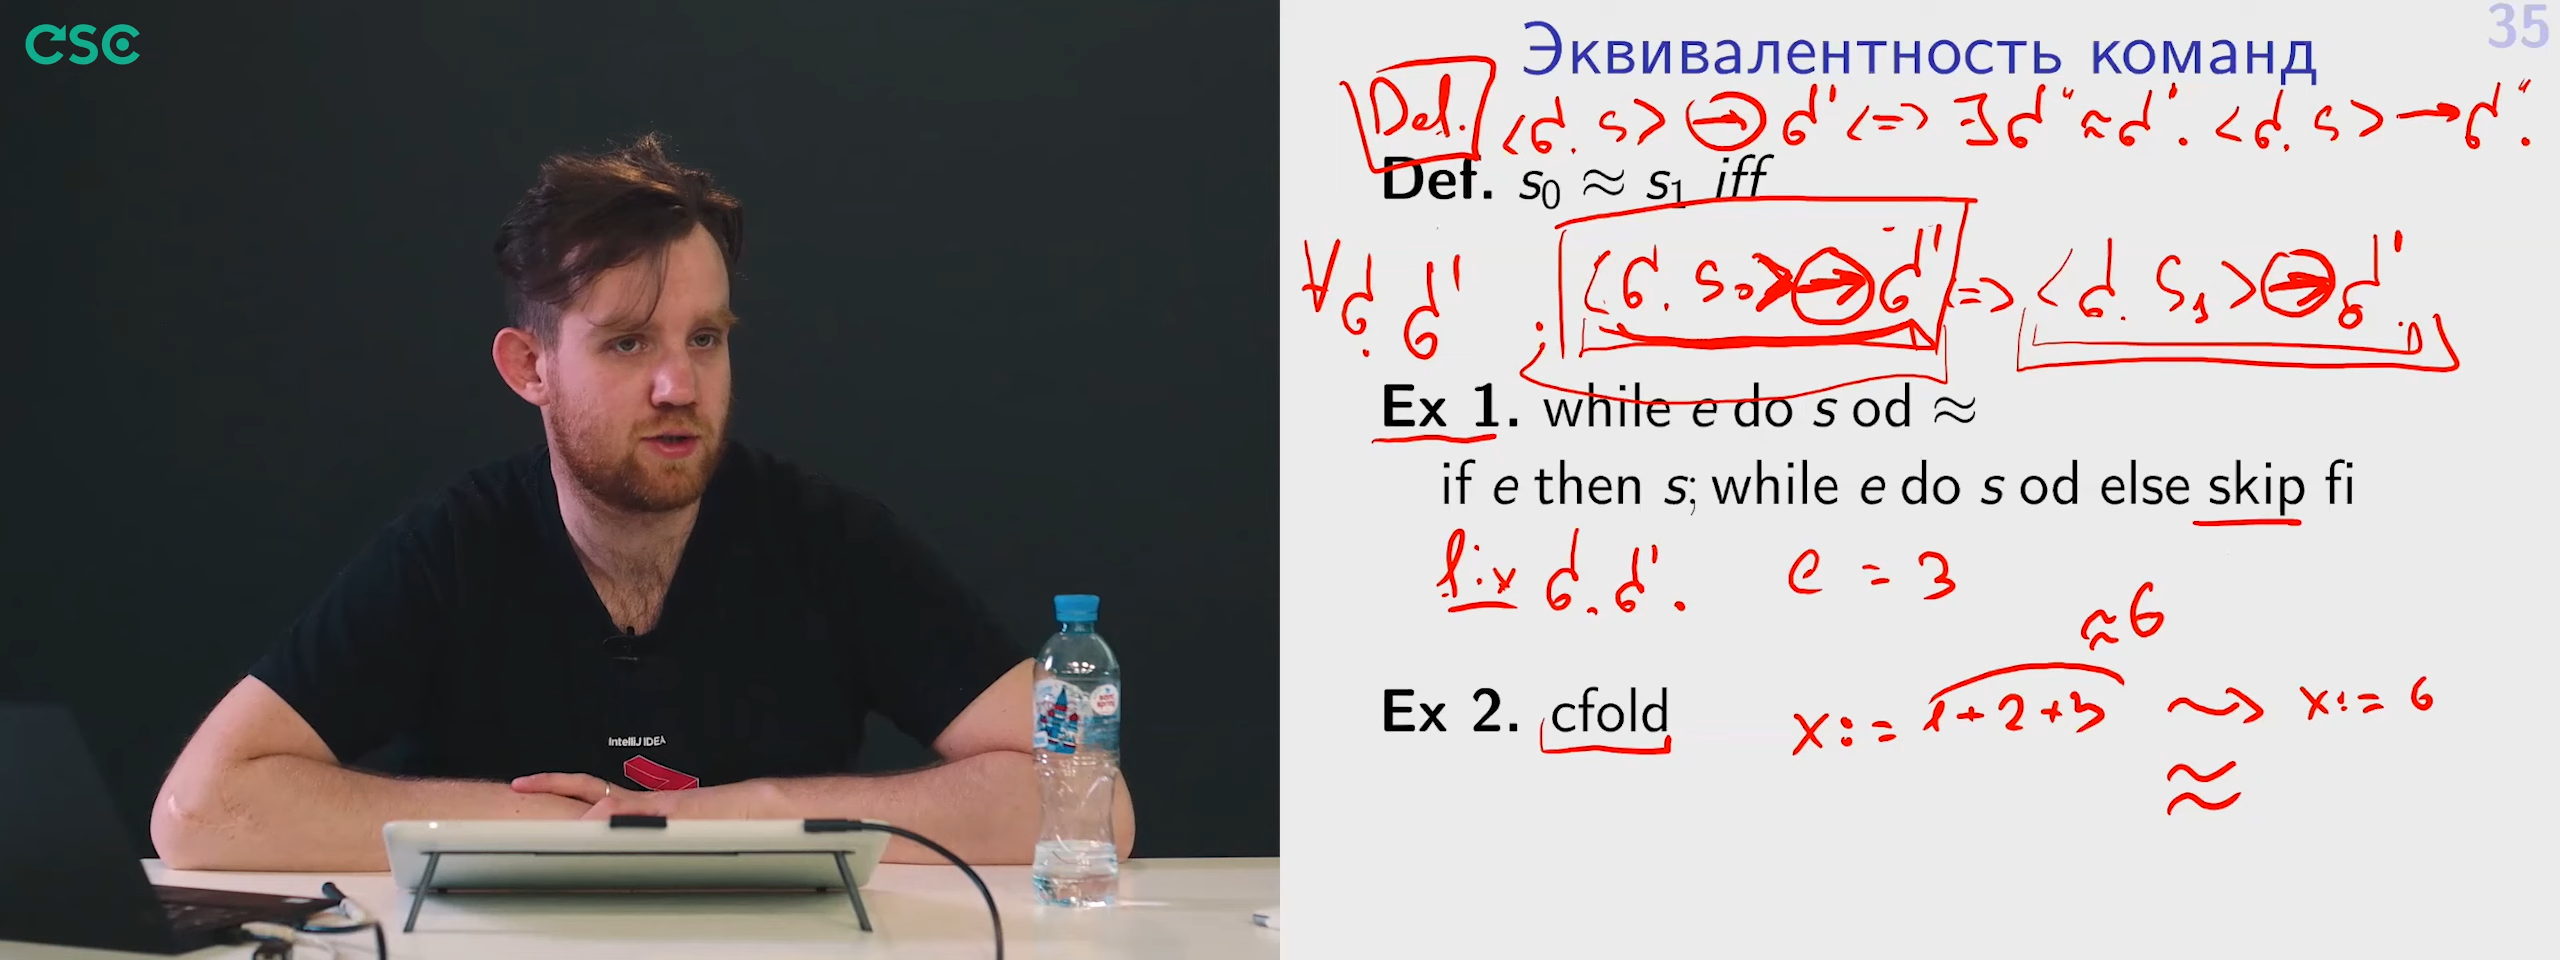 CSC
IntelliJ IDEA
35
Эквивалентность команд
Def. <σ, s> → σ' <=> ∃ σ'' ≈ σ'. <σ, s> → σ''.
Def. s₀ ≈ s₁ iff
∀ σ, σ' <σ, s₀> → σ' <=> <σ, s₁> → σ'
Ex 1. while e do s od ≈
if e then s; while e do s od else skip fi
fix σ, σ'. e = 3
≈ 6
Ex 2. cfold x := 1+2+3 ⤳ x := 6
≈